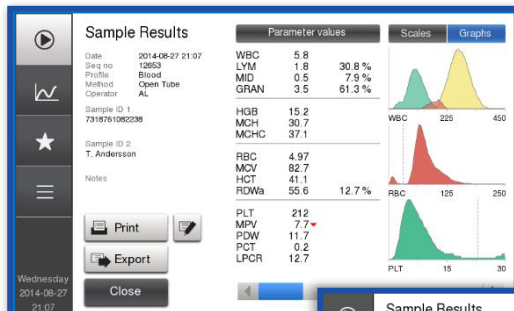 Sample Results
Date 2014-08-27 21:07
Seq no 12653
Profile Blood
Method Open Tube
Operator AL
Sample ID 1
7318761082238
Sample ID 2
T. Andersson
Notes
Print
Export
Close
Wednesday
2014-08-27
21:07
Parameter values
WBC 5.8
LYM 1.8 30.8 %
MID 0.5 7.9 %
GRAN 3.5 61.3 %
HGB 15.2
MCH 30.7
MCHC 37.1
RBC 4.97
MCV 82.7
HCT 41.1
RDWa 55.6 12.7 %
PLT 212
MPV 7.7
PDW 11.7
PCT 0.2
LPCR 12.7
Scales Graphs
WBC 225 450
RBC 125 250
PLT 15 30
Sample Results